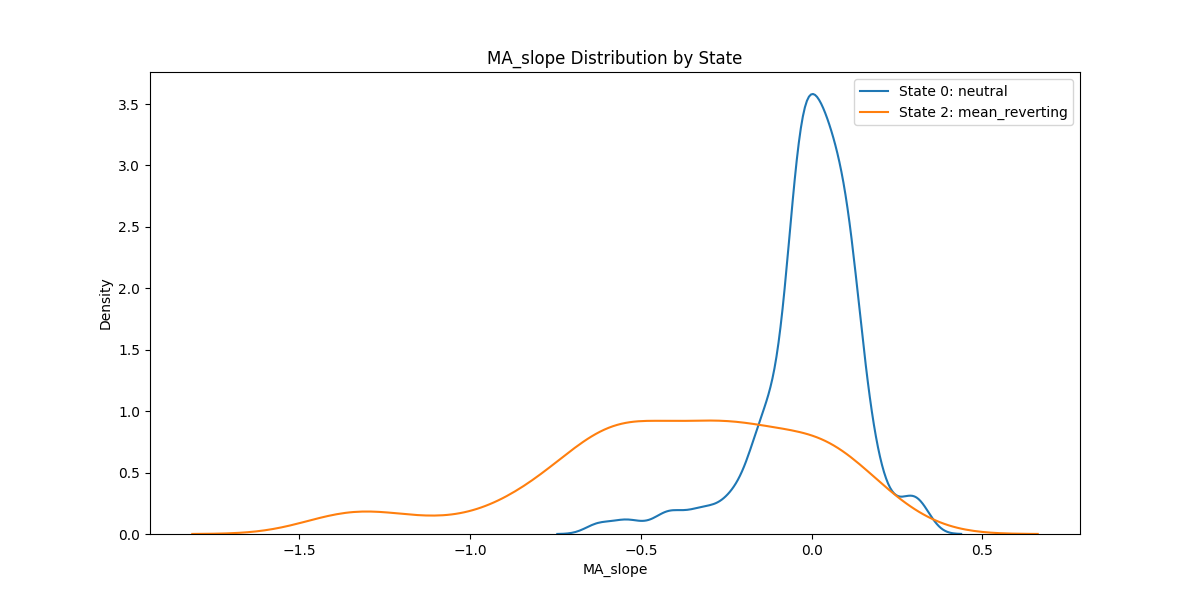 MA_slope Distribution by State
State 0: neutral
State 2: mean_reverting
Density
3.5
3.0
2.5
2.0
1.5
1.0
0.5
0.0
−1.5
−1.0
−0.5
0.0
0.5
MA_slope